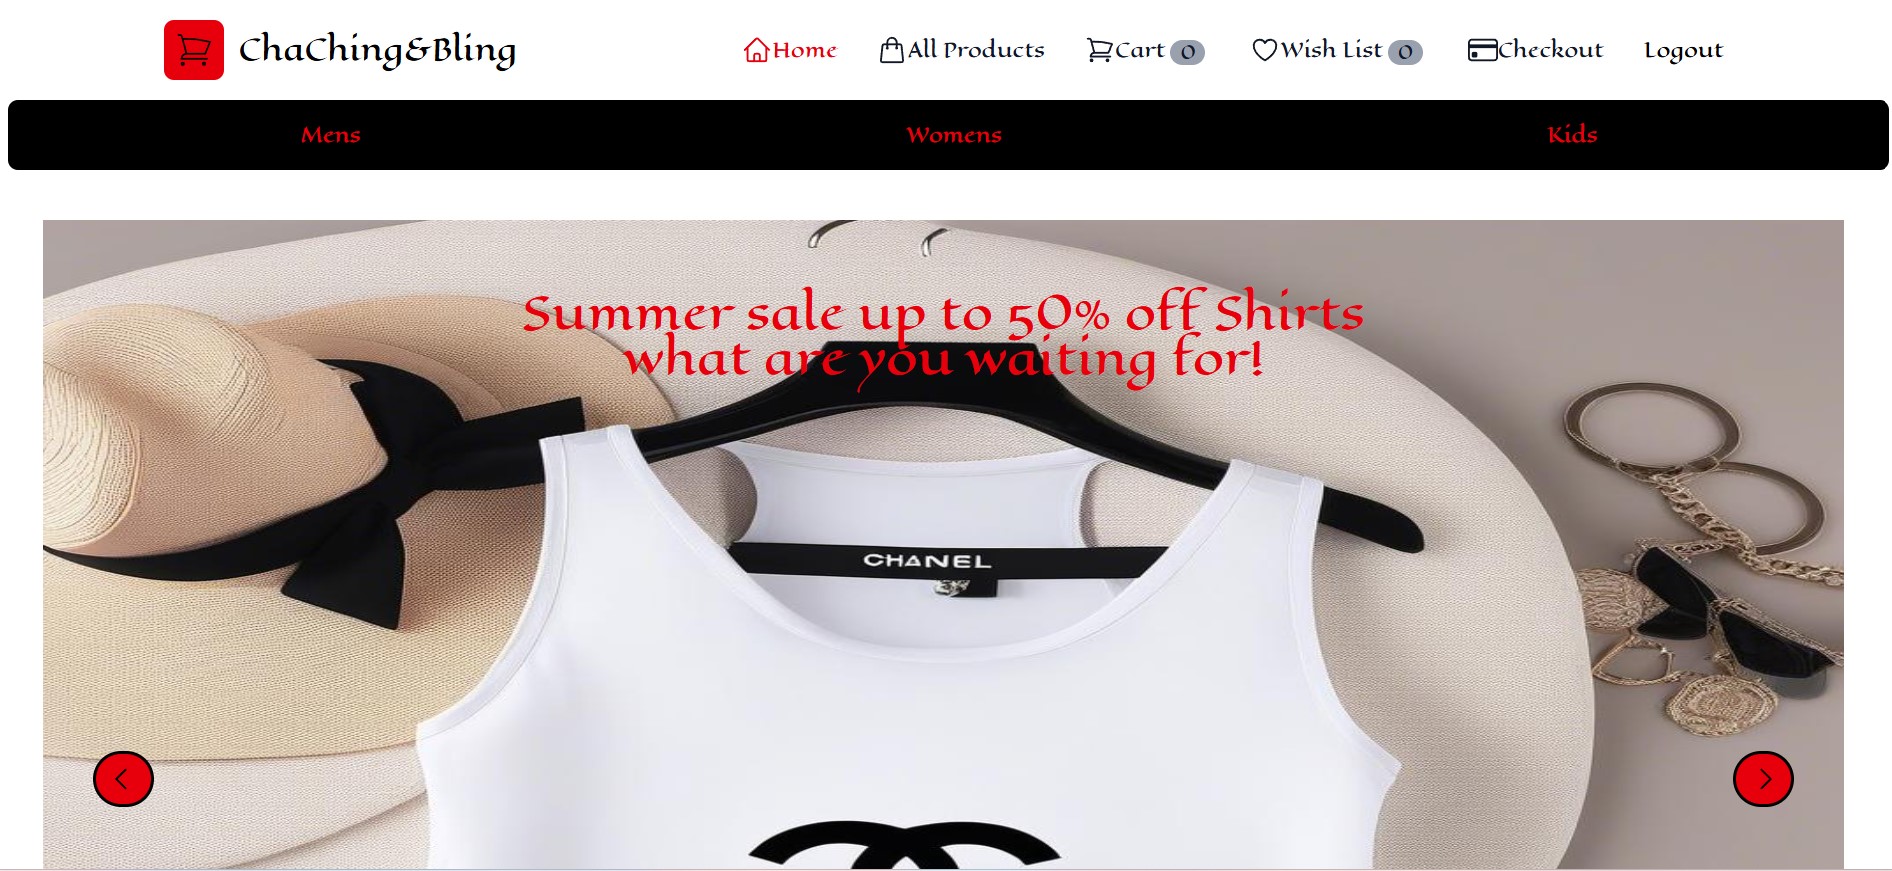 ChaChing&Bling
Home All Products Cart 0 Wish List 0 Checkout Logout
Mens Womens Kids
Summer sale up to 50% off Shirts
what are you waiting for!
CHANEL